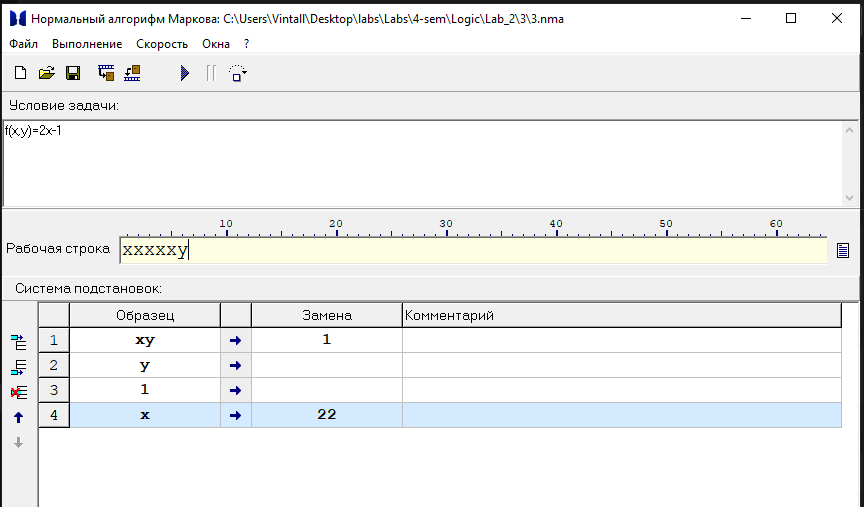 Нормальный алгорифм Маркова: C:\Users\Vintall\Desktop\labs\Labs\4-sem\Logic\Lab_2\3\3.nma
Файл Выполнение Скорость Окна ?
Условие задачи:
f(x,y)=2x-1
10 20 30 40 50 60
Рабочая строка xxxxxy
Система подстановок:
Образец Замена Комментарий
1 xy 1
2 y
3 1
4 x 22